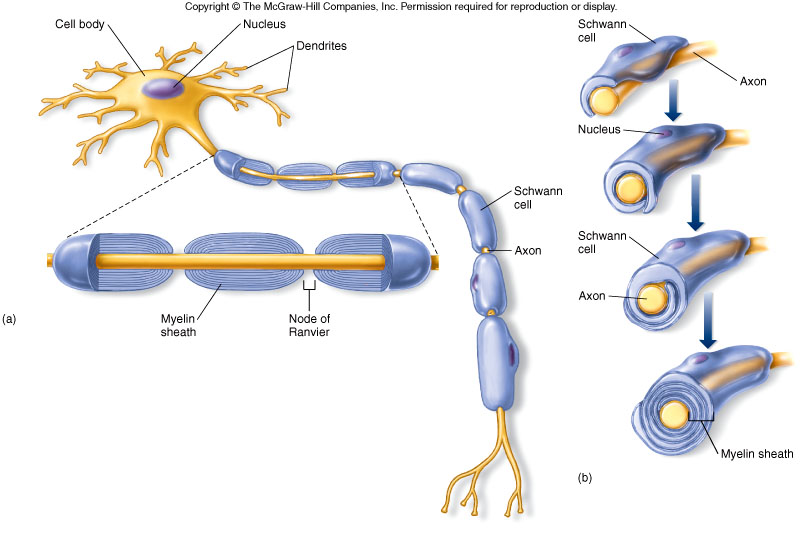 Copyright © The McGraw-Hill Companies, Inc. Permission required for reproduction or display.
Cell body
Nucleus
Dendrites
Schwann
cell
Axon
Myelin
sheath
Node of
Ranvier
(a)
Schwann
cell
Axon
Nucleus
Schwann
cell
Axon
Myelin sheath
(b)